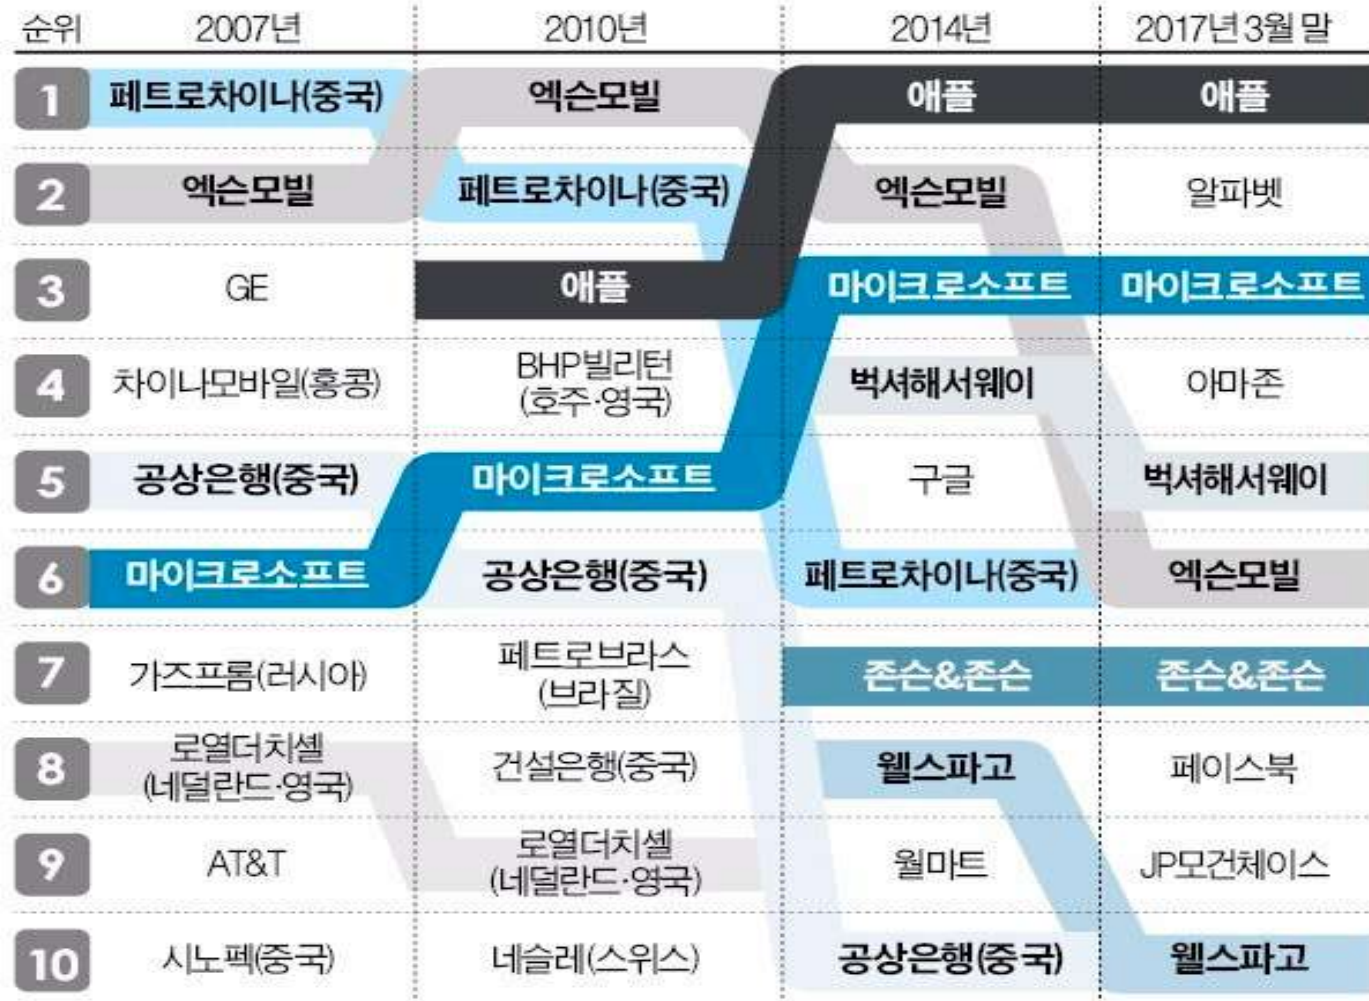 순위 2007년 2010년 2014년 2017년 3월 말
1 페트로차이나(중국) 엑슨모빌 애플 애플
2 엑슨모빌 페트로차이나(중국) 엑슨모빌 알파벳
3 GE 애플 마이크로소프트 마이크로소프트
4 차이나모바일(홍콩) BHP빌리턴 벅셔해서웨이 아마존
(호주·영국)
5 공상은행(중국) 마이크로소프트 구글 벅셔해서웨이
6 마이크로소프트 공상은행(중국) 페트로차이나(중국) 엑슨모빌
7 가즈프롬(러시아) 페트로브라스 존슨&존슨 존슨&존슨
(브라질)
8 로열더치셸 건설은행(중국) 웰스파고 페이스북
(네덜란드·영국)
9 AT&T 로열더치셸 월마트 JP모건체이스
(네덜란드·영국)
10 시노펙(중국) 네슬레(스위스) 공상은행(중국) 웰스파고